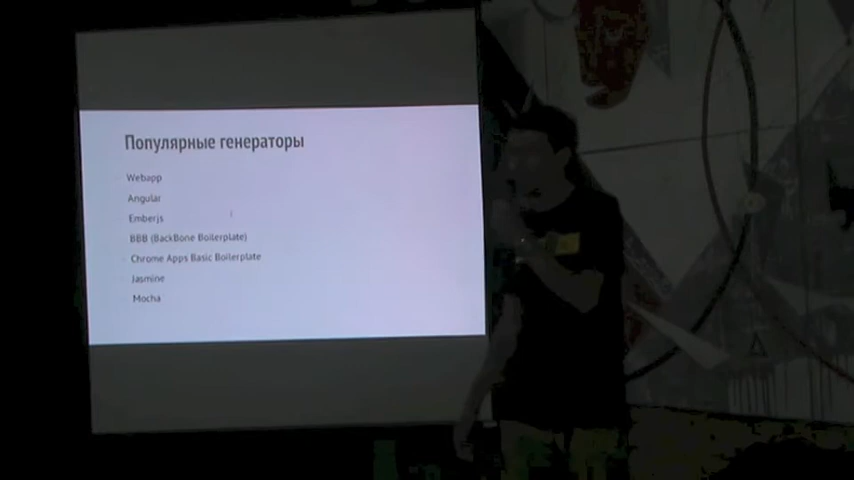 Популярные генераторы
Webapp
Angular
Emberjs
BBB (BackBone Boilerplate)
Chrome Apps Basic Boilerplate
Jasmine
Mocha